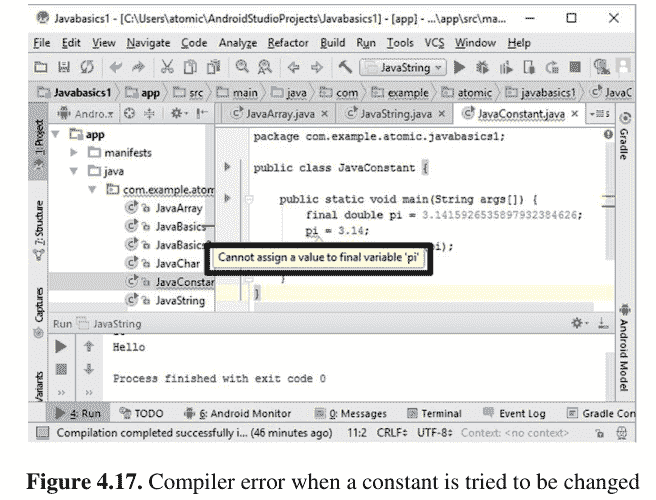 Javabasics1 - [C:\Users\atomic\AndroidStudioProjects\Javabasics1] - [app] - ...\app\src\ma...
File Edit View Navigate Code Analyze Refactor Build Run Tools VCS Window Help
JavaString
Javabasics1 app src main java com example atomic javabasics1 JavaC
Andro.
JavaArray.java × JavaString.java × JavaConstant.java ×
1: Project
7: Structure
Captures
Variants
app
manifests
java
com.example.atom
JavaArray
JavaBasics
JavaBasics
JavaChar
JavaConstan
JavaString
package com.example.atomic.javabasics1;
public class JavaConstant {
public static void main(String args[]) {
final double pi = 3.1415926535897932384626;
pi = 3.14;
pi);
Cannot assign a value to final variable 'pi'
}
}
Gradle
Android Model
Run JavaString
Hello
Process finished with exit code 0
4: Run TODO 6: Android Monitor 0: Messages Terminal Event Log Gradle Con
Compilation completed successfully i... (46 minutes ago) 11:2 CRLF÷ UTF-8÷ Context: <no context>
Figure 4.17. Compiler error when a constant is tried to be changed